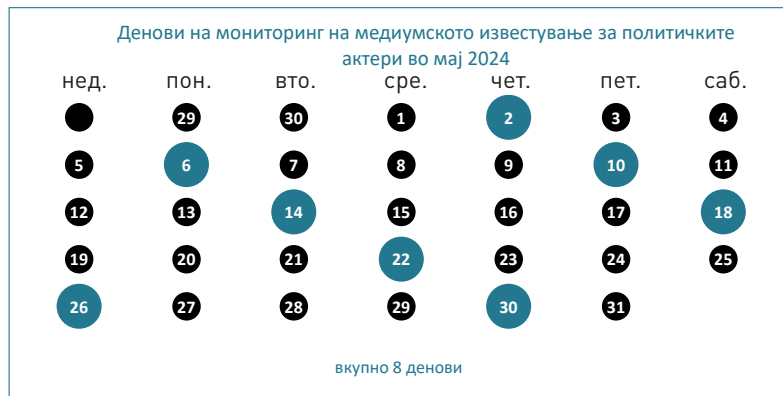 Денови на мониторинг на медиумското известување за политичките
актери во мај 2024
нед. пон. вто. сре. чет. пет. саб.
29 30 1 2 3 4
5 6 7 8 9 10 11
12 13 14 15 16 17 18
19 20 21 22 23 24 25
26 27 28 29 30 31
вкупно 8 денови